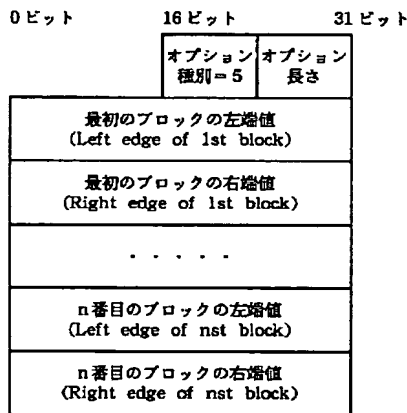 0ビット 16ビット 31ビット
オプション オプション
種別=5 長さ
最初のブロックの左端値
(Left edge of 1st block)
最初のブロックの右端値
(Right edge of 1st block)
・・・・・
n番目のブロックの左端値
(Left edge of nst block)
n番目のブロックの右端値
(Right edge of nst block)